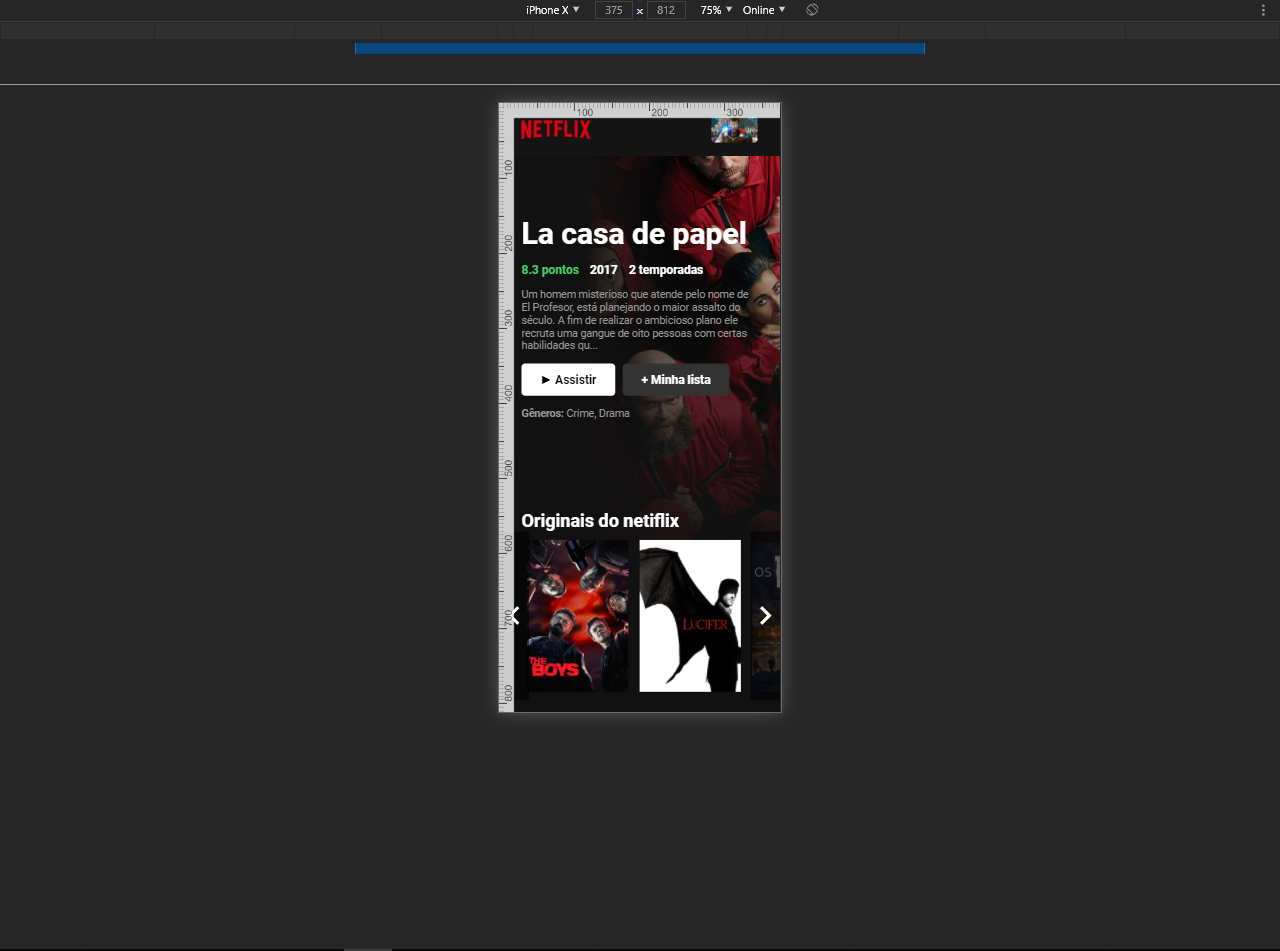 iPhone X ▼ 375 × 812 75% ▼ Online ▼
100 200 300
NETFLIX
100
200
300
400
500
600
700
800
La casa de papel
8.3 pontos 2017 2 temporadas
Um homem misterioso que atende pelo nome de
El Profesor, está planejando o maior assalto do
século. A fim de realizar o ambicioso plano ele
recruta uma gangue de oito pessoas com certas
habilidades qu...
► Assistir + Minha lista
Gêneros: Crime, Drama
Originais do netiflix
OS
LUCIFER
THE
BOYS